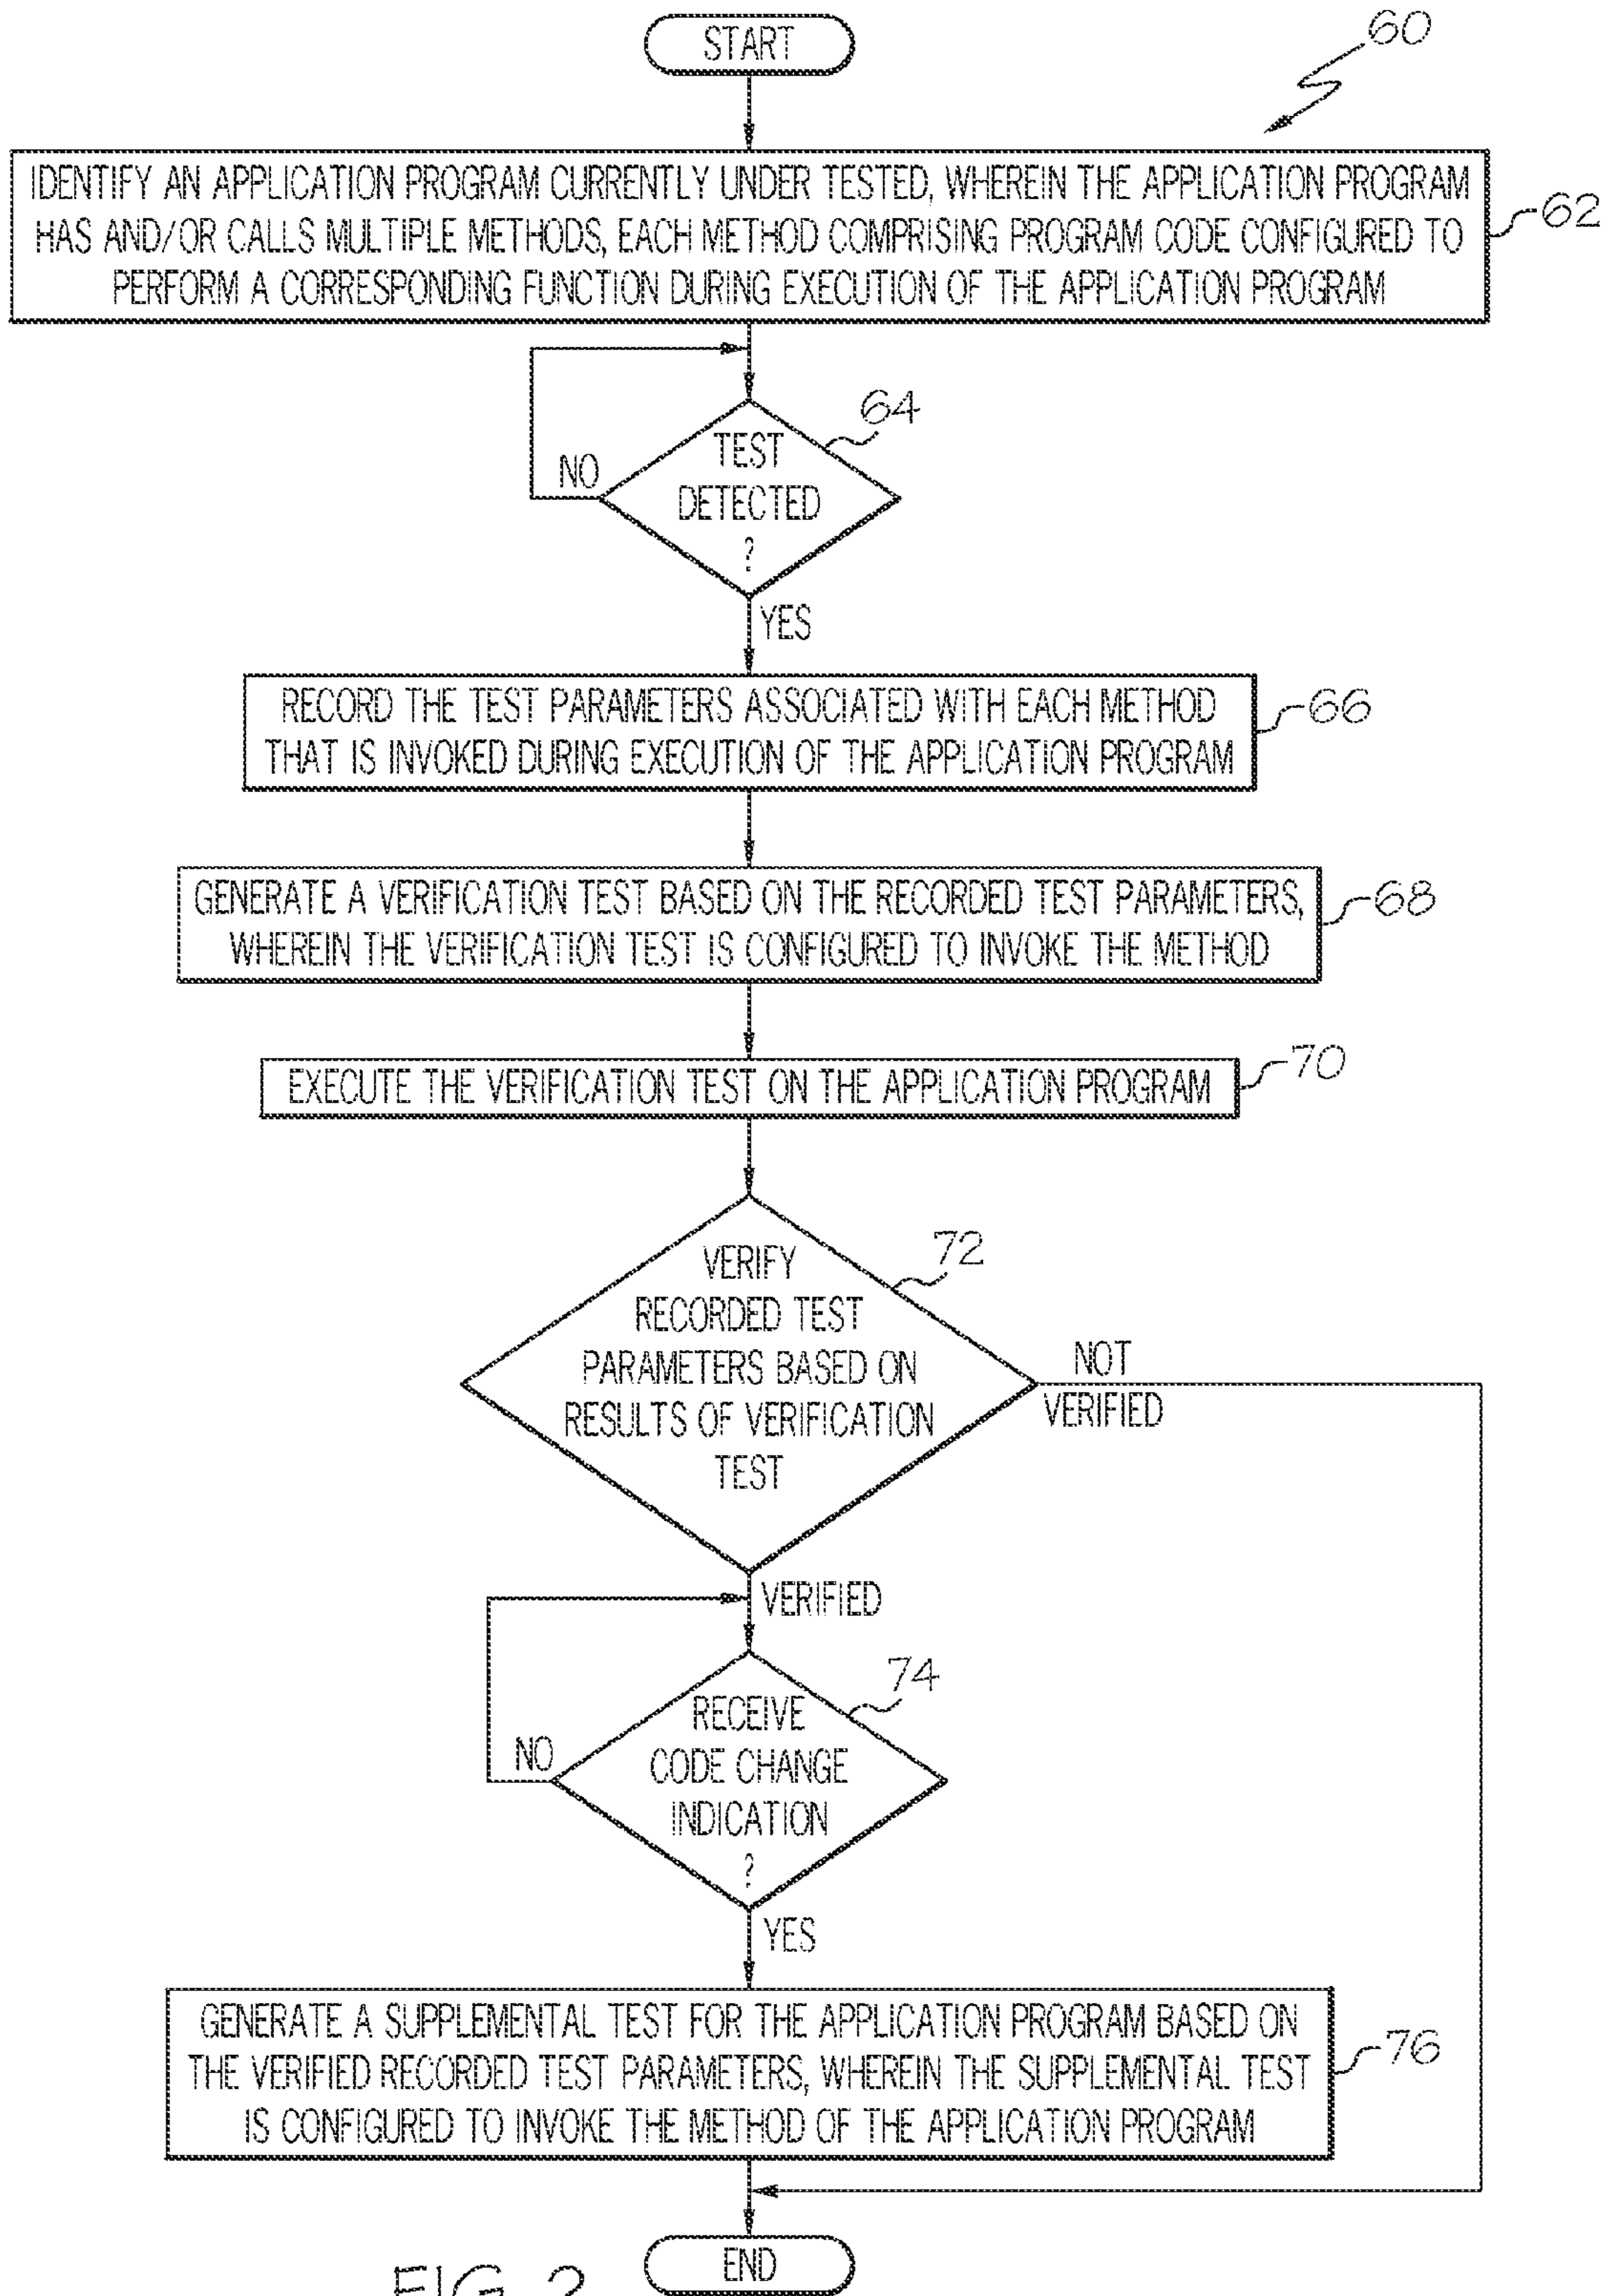 START
60
IDENTIFY AN APPLICATION PROGRAM CURRENTLY UNDER TESTED, WHEREIN THE APPLICATION PROGRAM
HAS AND/OR CALLS MULTIPLE METHODS, EACH METHOD COMPRISING PROGRAM CODE CONFIGURED TO
PERFORM A CORRESPONDING FUNCTION DURING EXECUTION OF THE APPLICATION PROGRAM
62
64
TEST
DETECTED
?
NO
YES
RECORD THE TEST PARAMETERS ASSOCIATED WITH EACH METHOD
THAT IS INVOKED DURING EXECUTION OF THE APPLICATION PROGRAM
66
GENERATE A VERIFICATION TEST BASED ON THE RECORDED TEST PARAMETERS,
WHEREIN THE VERIFICATION TEST IS CONFIGURED TO INVOKE THE METHOD
68
EXECUTE THE VERIFICATION TEST ON THE APPLICATION PROGRAM
70
72
VERIFY
RECORDED TEST
PARAMETERS BASED ON
RESULTS OF VERIFICATION
TEST
NOT
VERIFIED
VERIFIED
74
RECEIVE
CODE CHANGE
INDICATION
?
NO
YES
GENERATE A SUPPLEMENTAL TEST FOR THE APPLICATION PROGRAM BASED ON
THE VERIFIED RECORDED TEST PARAMETERS, WHEREIN THE SUPPLEMENTAL TEST
IS CONFIGURED TO INVOKE THE METHOD OF THE APPLICATION PROGRAM
76
END
FIG. 2